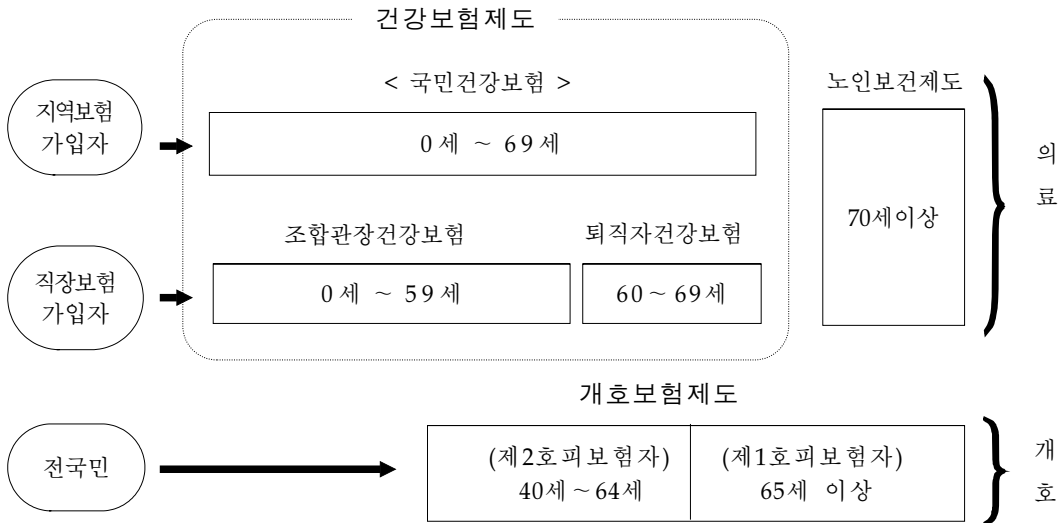 건강보험제도
< 국민건강보험 >
노인보건제도
지역보험
가입자
0세 ~ 69세
의
료
70세이상
조합관장건강보험
퇴직자건강보험
직장보험
가입자
0세 ~ 59세
60~69세
개호보험제도
전국민
(제2호피보험자)
40세~64세
(제1호피보험자)
65세 이상
개
호